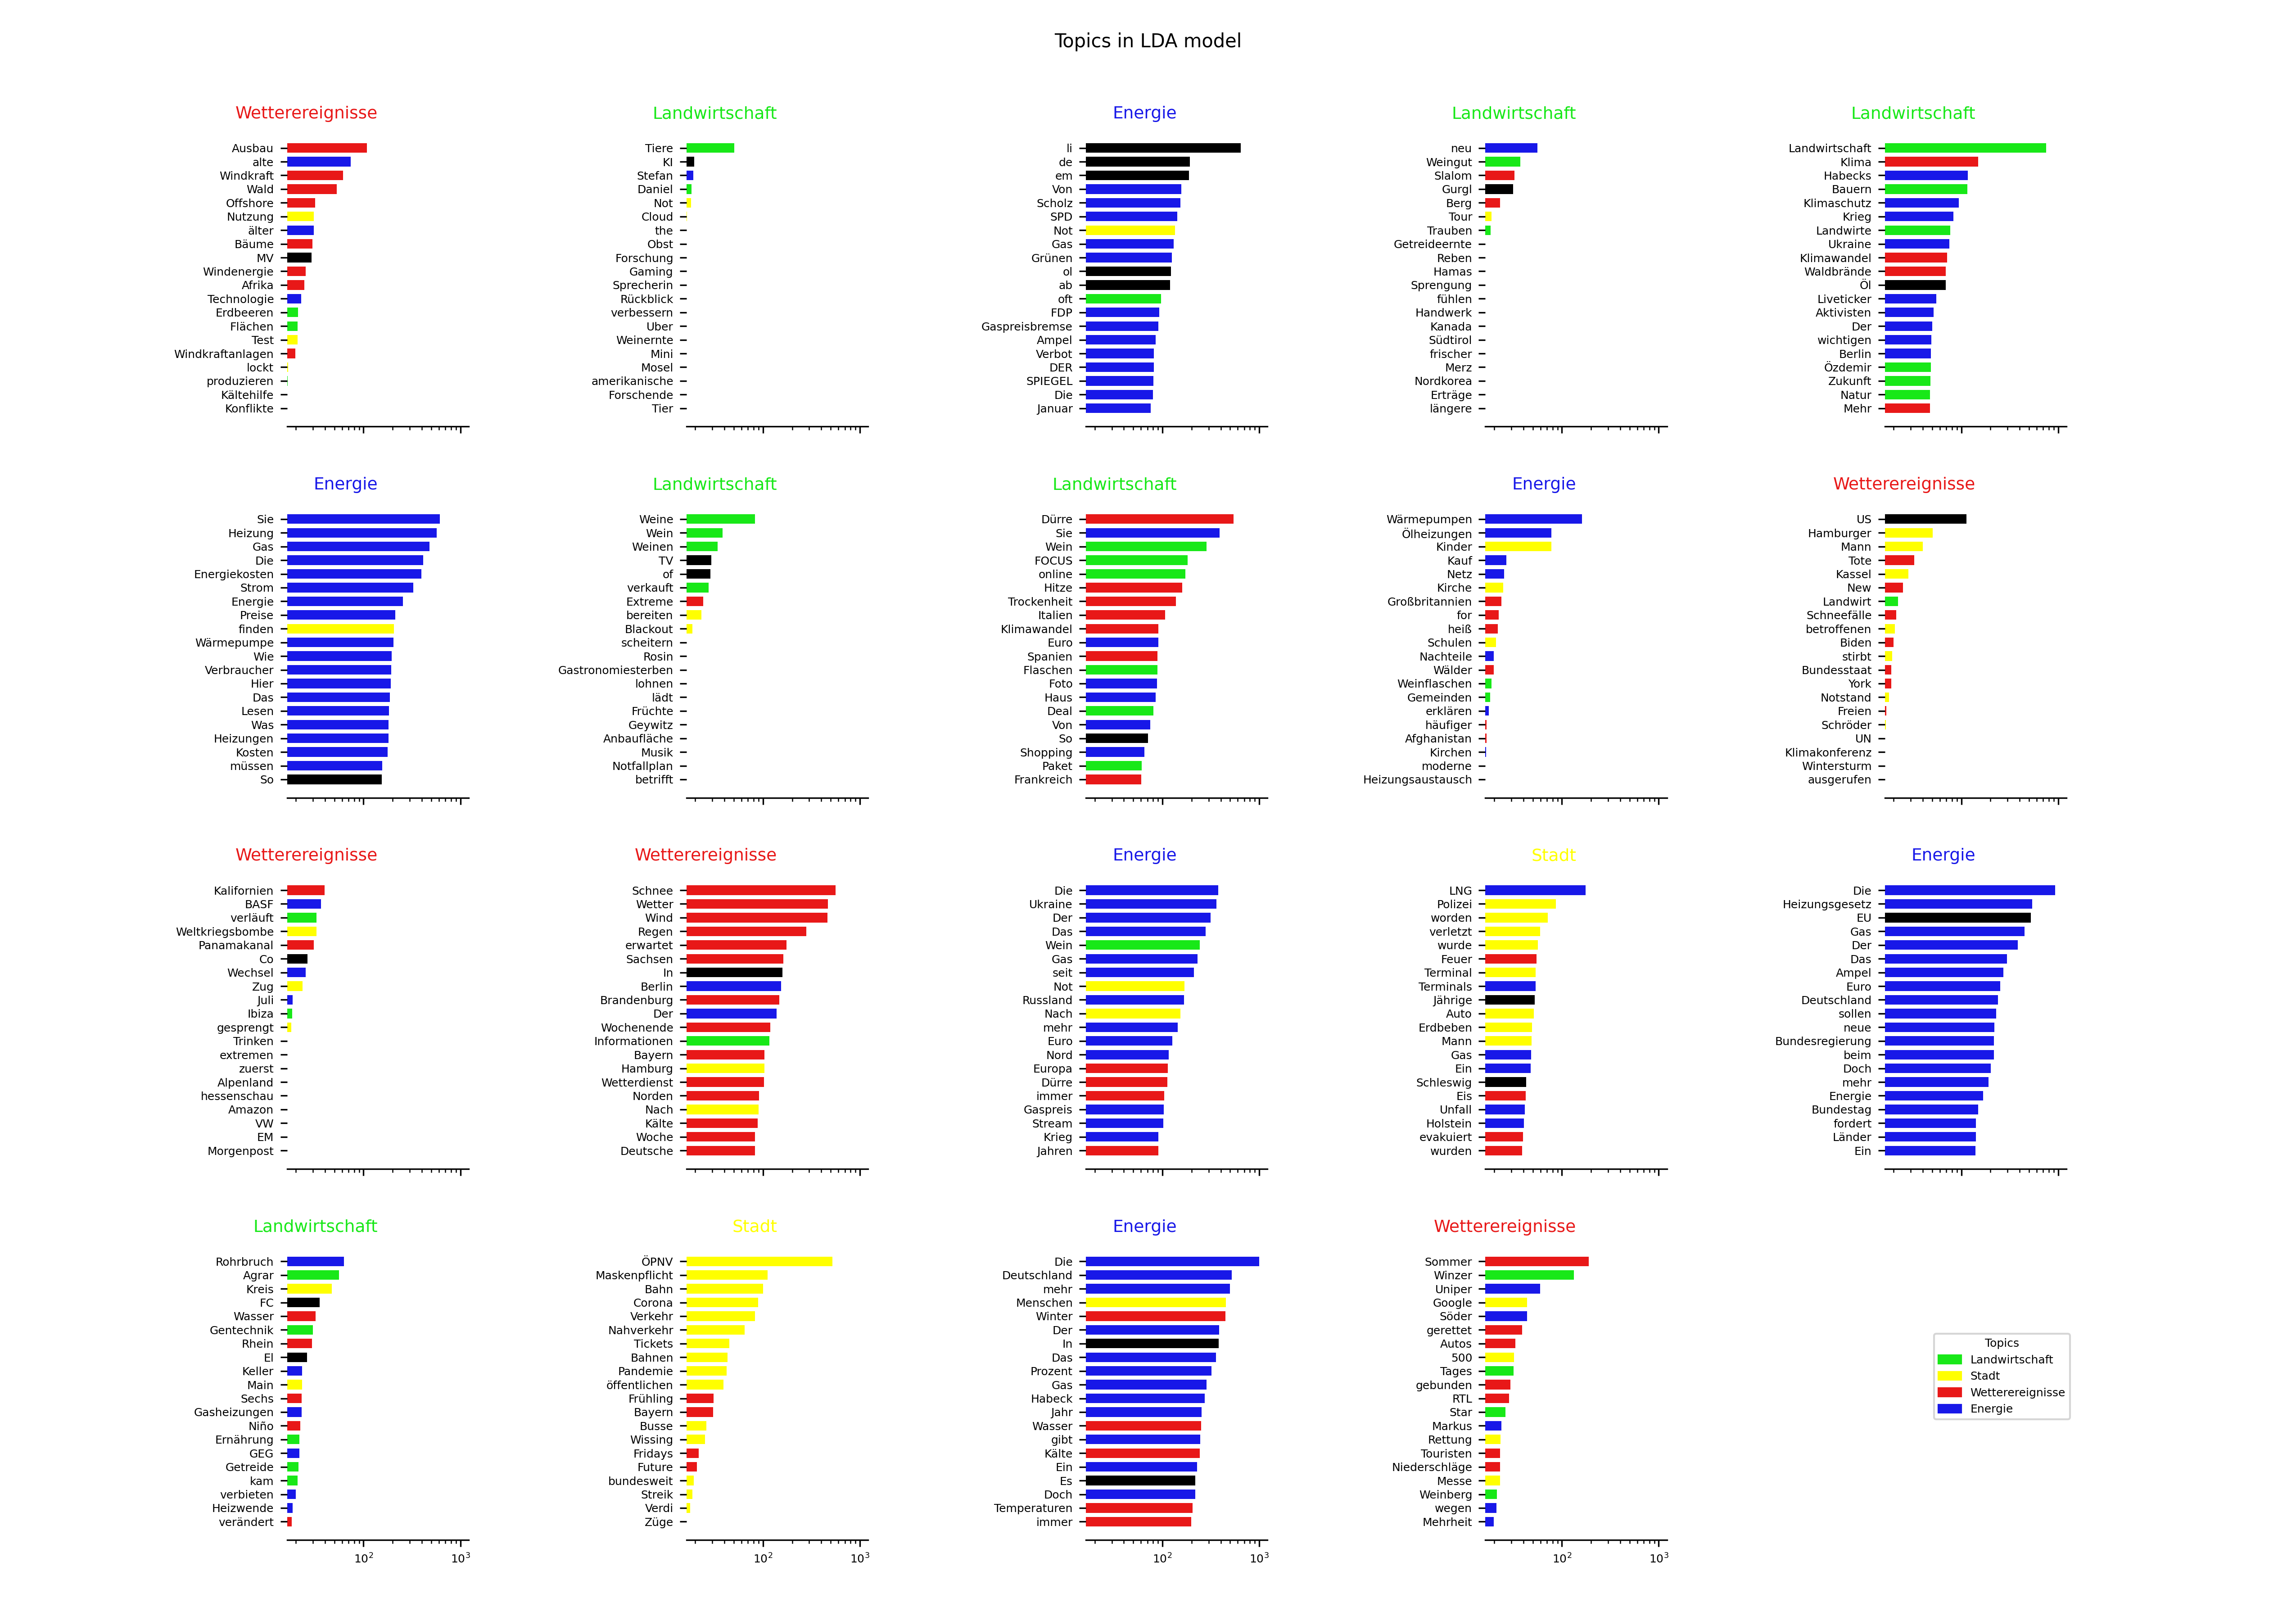 Topics in LDA model
Wetterereignisse
Ausbau
alte
Windkraft
Wald
Offshore
Nutzung
älter
Bäume
MV
Windenergie
Afrika
Technologie
Erdbeeren
Flächen
Test
Windkraftanlagen
lockt
produzieren
Kältehilfe
Konflikte
Landwirtschaft
Tiere
KI
Stefan
Daniel
Not
Cloud
the
Obst
Forschung
Gaming
Sprecherin
Rückblick
verbessern
Uber
Weinernte
Mini
Mosel
amerikanische
Forschende
Tier
Energie
li
de
em
Von
Scholz
SPD
Not
Gas
Grünen
ol
ab
oft
FDP
Gaspreisbremse
Ampel
Verbot
DER
SPIEGEL
Die
Januar
Landwirtschaft
neu
Weingut
Slalom
Gurgl
Berg
Tour
Trauben
Getreideernte
Reben
Hamas
Sprengung
fühlen
Handwerk
Kanada
Südtirol
frischer
Merz
Nordkorea
Erträge
längere
Landwirtschaft
Landwirtschaft
Klima
Habecks
Bauern
Klimaschutz
Krieg
Landwirte
Ukraine
Klimawandel
Waldbrände
Öl
Liveticker
Aktivisten
Der
wichtigen
Berlin
Özdemir
Zukunft
Natur
Mehr
Energie
Sie
Heizung
Gas
Die
Energiekosten
Strom
Energie
Preise
finden
Wärmepumpe
Wie
Verbraucher
Hier
Das
Lesen
Was
Heizungen
Kosten
müssen
So
Landwirtschaft
Weine
Wein
Weinen
TV
of
verkauft
Extreme
bereiten
Blackout
scheitern
Rosin
Gastronomiesterben
lohnen
lädt
Früchte
Geywitz
Anbaufläche
Musik
Notfallplan
betrifft
Landwirtschaft
Dürre
Sie
Wein
FOCUS
online
Hitze
Trockenheit
Italien
Klimawandel
Euro
Spanien
Flaschen
Foto
Haus
Deal
Von
So
Shopping
Paket
Frankreich
Energie
Wärmepumpen
Ölheizungen
Kinder
Kauf
Netz
Kirche
Großbritannien
for
heiß
Schulen
Nachteile
Wälder
Weinflaschen
Gemeinden
erklären
häufiger
Afghanistan
Kirchen
moderne
Heizungsaustausch
Wetterereignisse
US
Hamburger
Mann
Tote
Kassel
New
Landwirt
Schneefälle
betroffenen
Biden
stirbt
Bundesstaat
York
Notstand
Freien
Schröder
UN
Klimakonferenz
Wintersturm
ausgerufen
Wetterereignisse
Kalifornien
BASF
verläuft
Weltkriegsbombe
Panamakanal
Co
Wechsel
Zug
Juli
Ibiza
gesprengt
Trinken
extremen
zuerst
Alpenland
hessenschau
Amazon
VW
EM
Morgenpost
Wetterereignisse
Schnee
Wetter
Wind
Regen
erwartet
Sachsen
In
Berlin
Brandenburg
Der
Wochenende
Informationen
Bayern
Hamburg
Wetterdienst
Norden
Nach
Kälte
Woche
Deutsche
Energie
Die
Ukraine
Der
Das
Wein
Gas
seit
Not
Russland
Nach
mehr
Euro
Nord
Europa
Dürre
immer
Gaspreis
Stream
Krieg
Jahren
Stadt
LNG
Polizei
worden
verletzt
wurde
Feuer
Terminal
Terminals
Jährige
Auto
Erdbeben
Mann
Gas
Ein
Schleswig
Eis
Unfall
Holstein
evakuiert
wurden
Energie
Die
Heizungsgesetz
EU
Gas
Der
Das
Ampel
Euro
Deutschland
sollen
neue
Bundesregierung
beim
Doch
mehr
Energie
Bundestag
fordert
Länder
Ein
Landwirtschaft
Rohrbruch
Agrar
Kreis
FC
Wasser
Gentechnik
Rhein
El
Keller
Main
Sechs
Gasheizungen
Niño
Ernährung
GEG
Getreide
kam
verbieten
Heizwende
verändert
10²
10³
Stadt
ÖPNV
Maskenpflicht
Bahn
Corona
Verkehr
Nahverkehr
Tickets
Bahnen
Pandemie
öffentlichen
Frühling
Bayern
Busse
Wissing
Fridays
Future
bundesweit
Streik
Verdi
Züge
10²
10³
Energie
Die
Deutschland
mehr
Menschen
Winter
Der
In
Das
Prozent
Gas
Habeck
Jahr
Wasser
gibt
Kälte
Ein
Es
Doch
Temperaturen
immer
10²
10³
Wetterereignisse
Sommer
Winzer
Uniper
Google
Söder
gerettet
Autos
500
Tages
gebunden
RTL
Star
Markus
Rettung
Touristen
Niederschläge
Messe
Weinberg
wegen
Mehrheit
10²
10³
Topics
Landwirtschaft
Stadt
Wetterereignisse
Energie